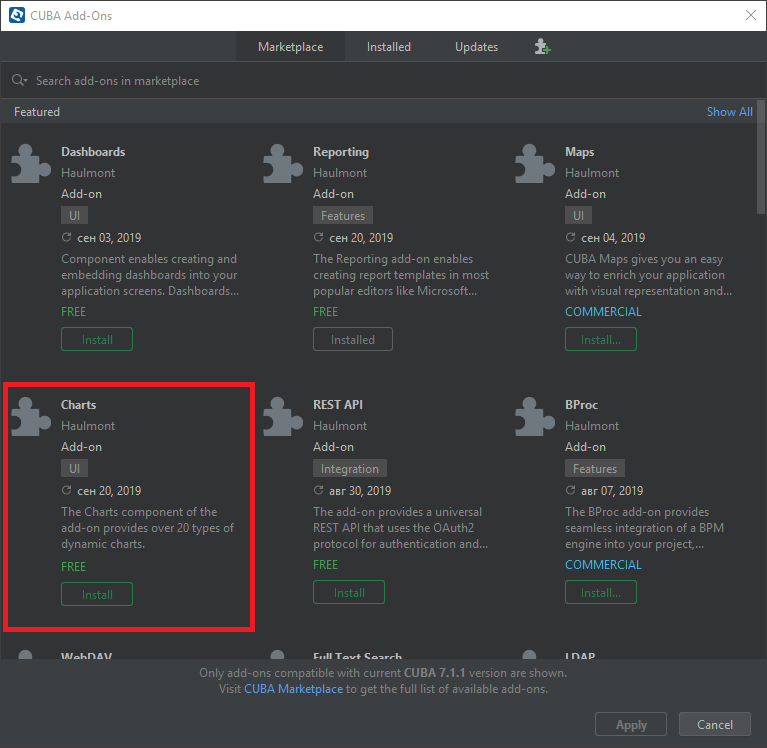 CUBA Add-Ons
Marketplace Installed Updates
Search add-ons in marketplace
Featured Show All
Dashboards
Haulmont
Add-on
UI
сен 03, 2019
Component enables creating and
embedding dashboards into your
application screens. Dashboards...
FREE
Install
Reporting
Haulmont
Add-on
Features
сен 20, 2019
The Reporting add-on enables
creating report templates in most
popular editors like Microsoft...
FREE
Installed
Maps
Haulmont
Add-on
UI
сен 04, 2019
CUBA Maps gives you an easy
way to enrich your application
with visual representation and...
COMMERCIAL
Install...
Charts
Haulmont
Add-on
UI
сен 20, 2019
The Charts component of the
add-on provides over 20 types of
dynamic charts.
FREE
Install
REST API
Haulmont
Add-on
Integration
авг 30, 2019
The add-on provides a universal
REST API that uses the OAuth2
protocol for authentication and...
FREE
Install
BProc
Haulmont
Add-on
Features
авг 07, 2019
The BProc add-on provides
seamless integration of a BPM
engine into your project,...
COMMERCIAL
Install...
WebDAV
Full Text Search
LDAP
Only add-ons compatible with current CUBA 7.1.1 version are shown.
Visit CUBA Marketplace to get the full list of available add-ons.
Apply Cancel